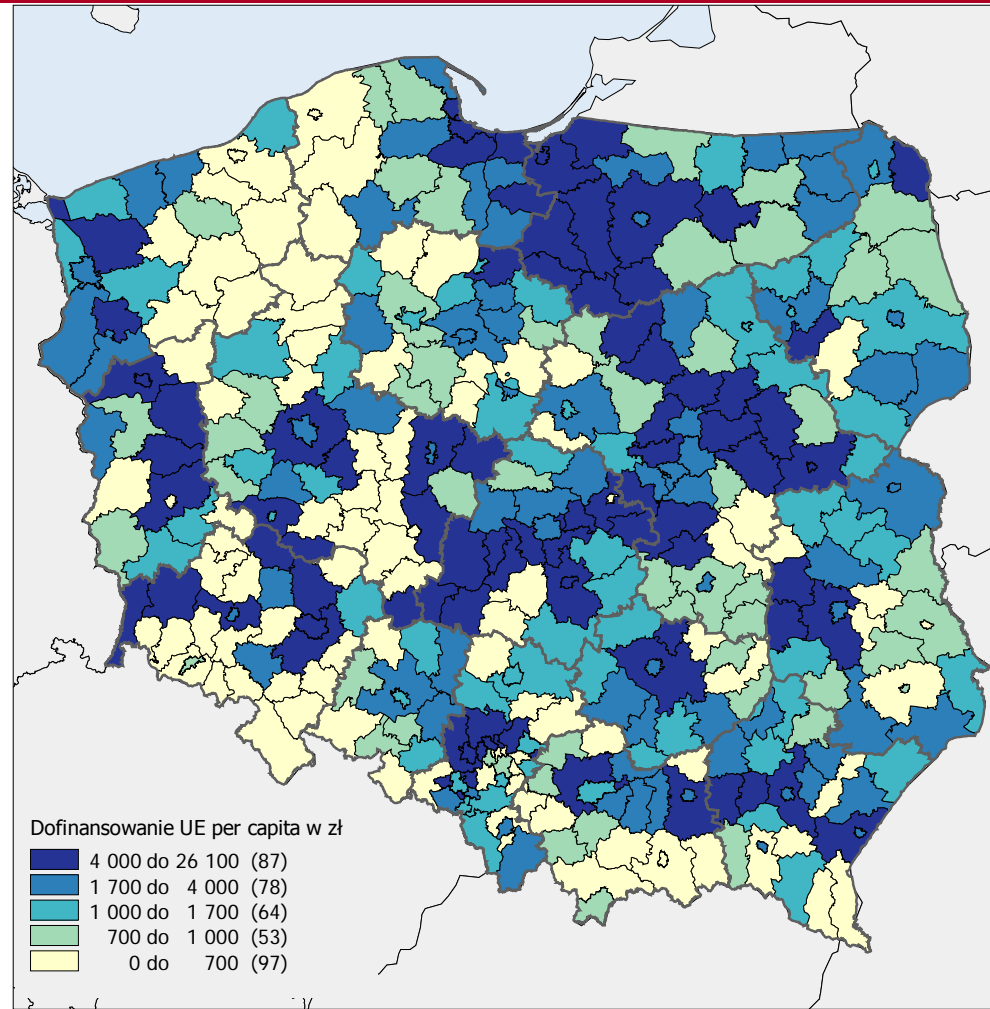 Dofinansowanie UE per capita w zł
4 000 do 26 100 (87)
1 700 do 4 000 (78)
1 000 do 1 700 (64)
700 do 1 000 (53)
0 do 700 (97)